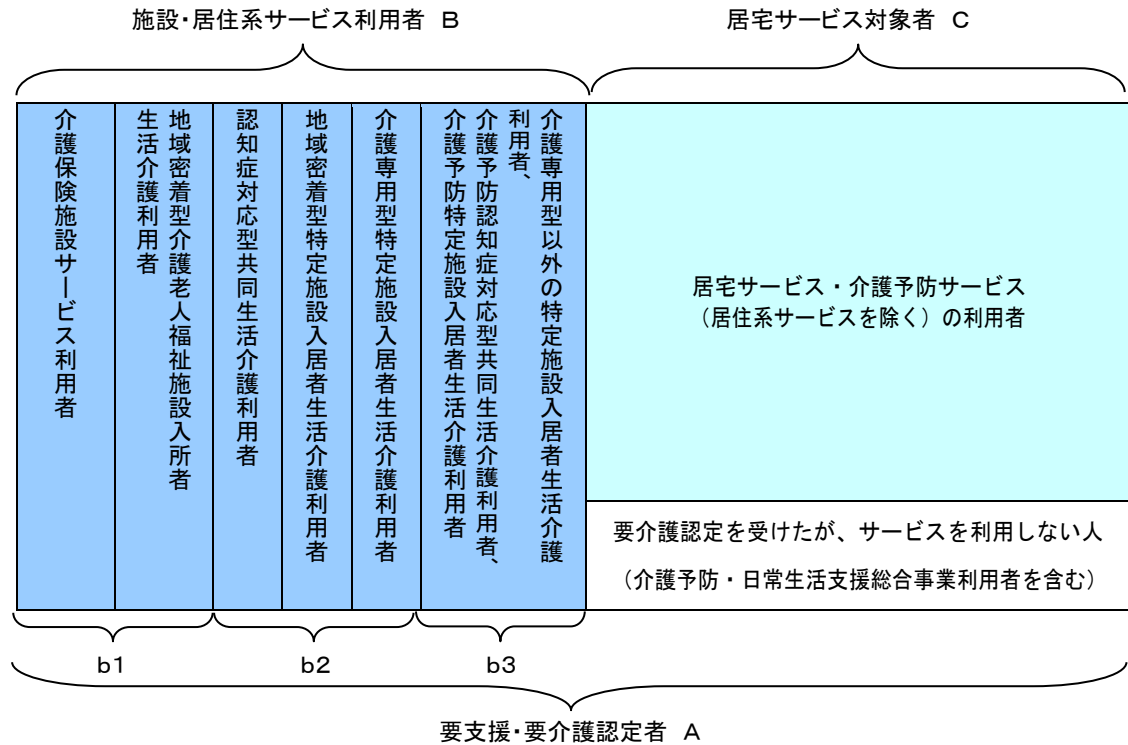 施設・居住系サービス利用者 B
居宅サービス対象者 C
介護保険施設サービス利用者
地域密着型介護老人福祉施設入所者
生活介護利用者
認知症対応型共同生活介護利用者
地域密着型特定施設入居者生活介護利用者
介護専用型特定施設入居者生活介護利用者
介護専用型以外の特定施設入居者生活介護
利用者、
介護予防認知症対応型共同生活介護利用者、
介護予防特定施設入居者生活介護利用者
居宅サービス・介護予防サービス
(居住系サービスを除く)の利用者
要介護認定を受けたが、サービスを利用しない人
(介護予防・日常生活支援総合事業利用者を含む)
b1
b2
b3
要支援・要介護認定者 A